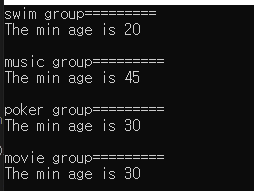 swim group=========
The min age is 20
music group=========
The min age is 45
poker group=========
The min age is 30
movie group=========
The min age is 30